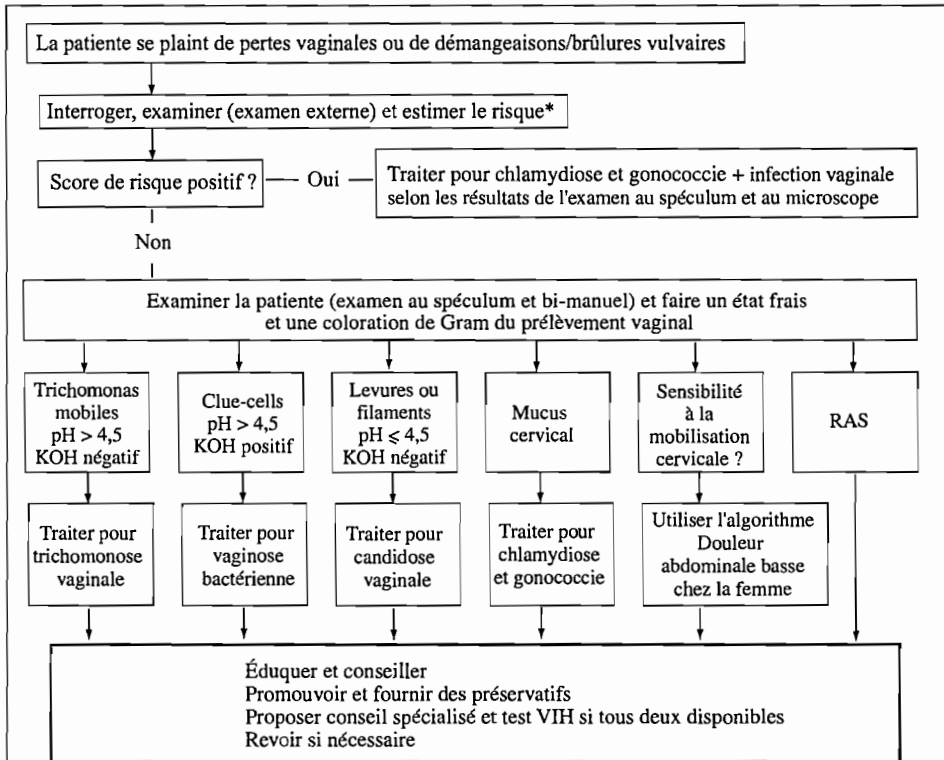 La patiente se plaint de pertes vaginales ou de démangeaisons/brûlures vulvaires
Interroger, examiner (examen externe) et estimer le risque*
Score de risque positif ?
Oui
Traiter pour chlamydiose et gonococcie + infection vaginale
selon les résultats de l'examen au spéculum et au microscope
Non
Examiner la patiente (examen au spéculum et bi-manuel) et faire un état frais
et une coloration de Gram du prélèvement vaginal
Trichomonas
mobiles
pH > 4,5
KOH négatif
Clue-cells
pH > 4,5
KOH positif
Levures ou
filaments
pH ⩽ 4,5
KOH négatif
Mucus
cervical
Sensibilité
à la
mobilisation
cervicale ?
RAS
Traiter pour
trichomonose
vaginale
Traiter pour
vaginose
bactérienne
Traiter pour
candidose
vaginale
Traiter pour
chlamydiose
et gonococcie
Utiliser l'algorithme
Douleur
abdominale basse
chez la femme
Éduquer et conseiller
Promouvoir et fournir des préservatifs
Proposer conseil spécialisé et test VIH si tous deux disponibles
Revoir si nécessaire